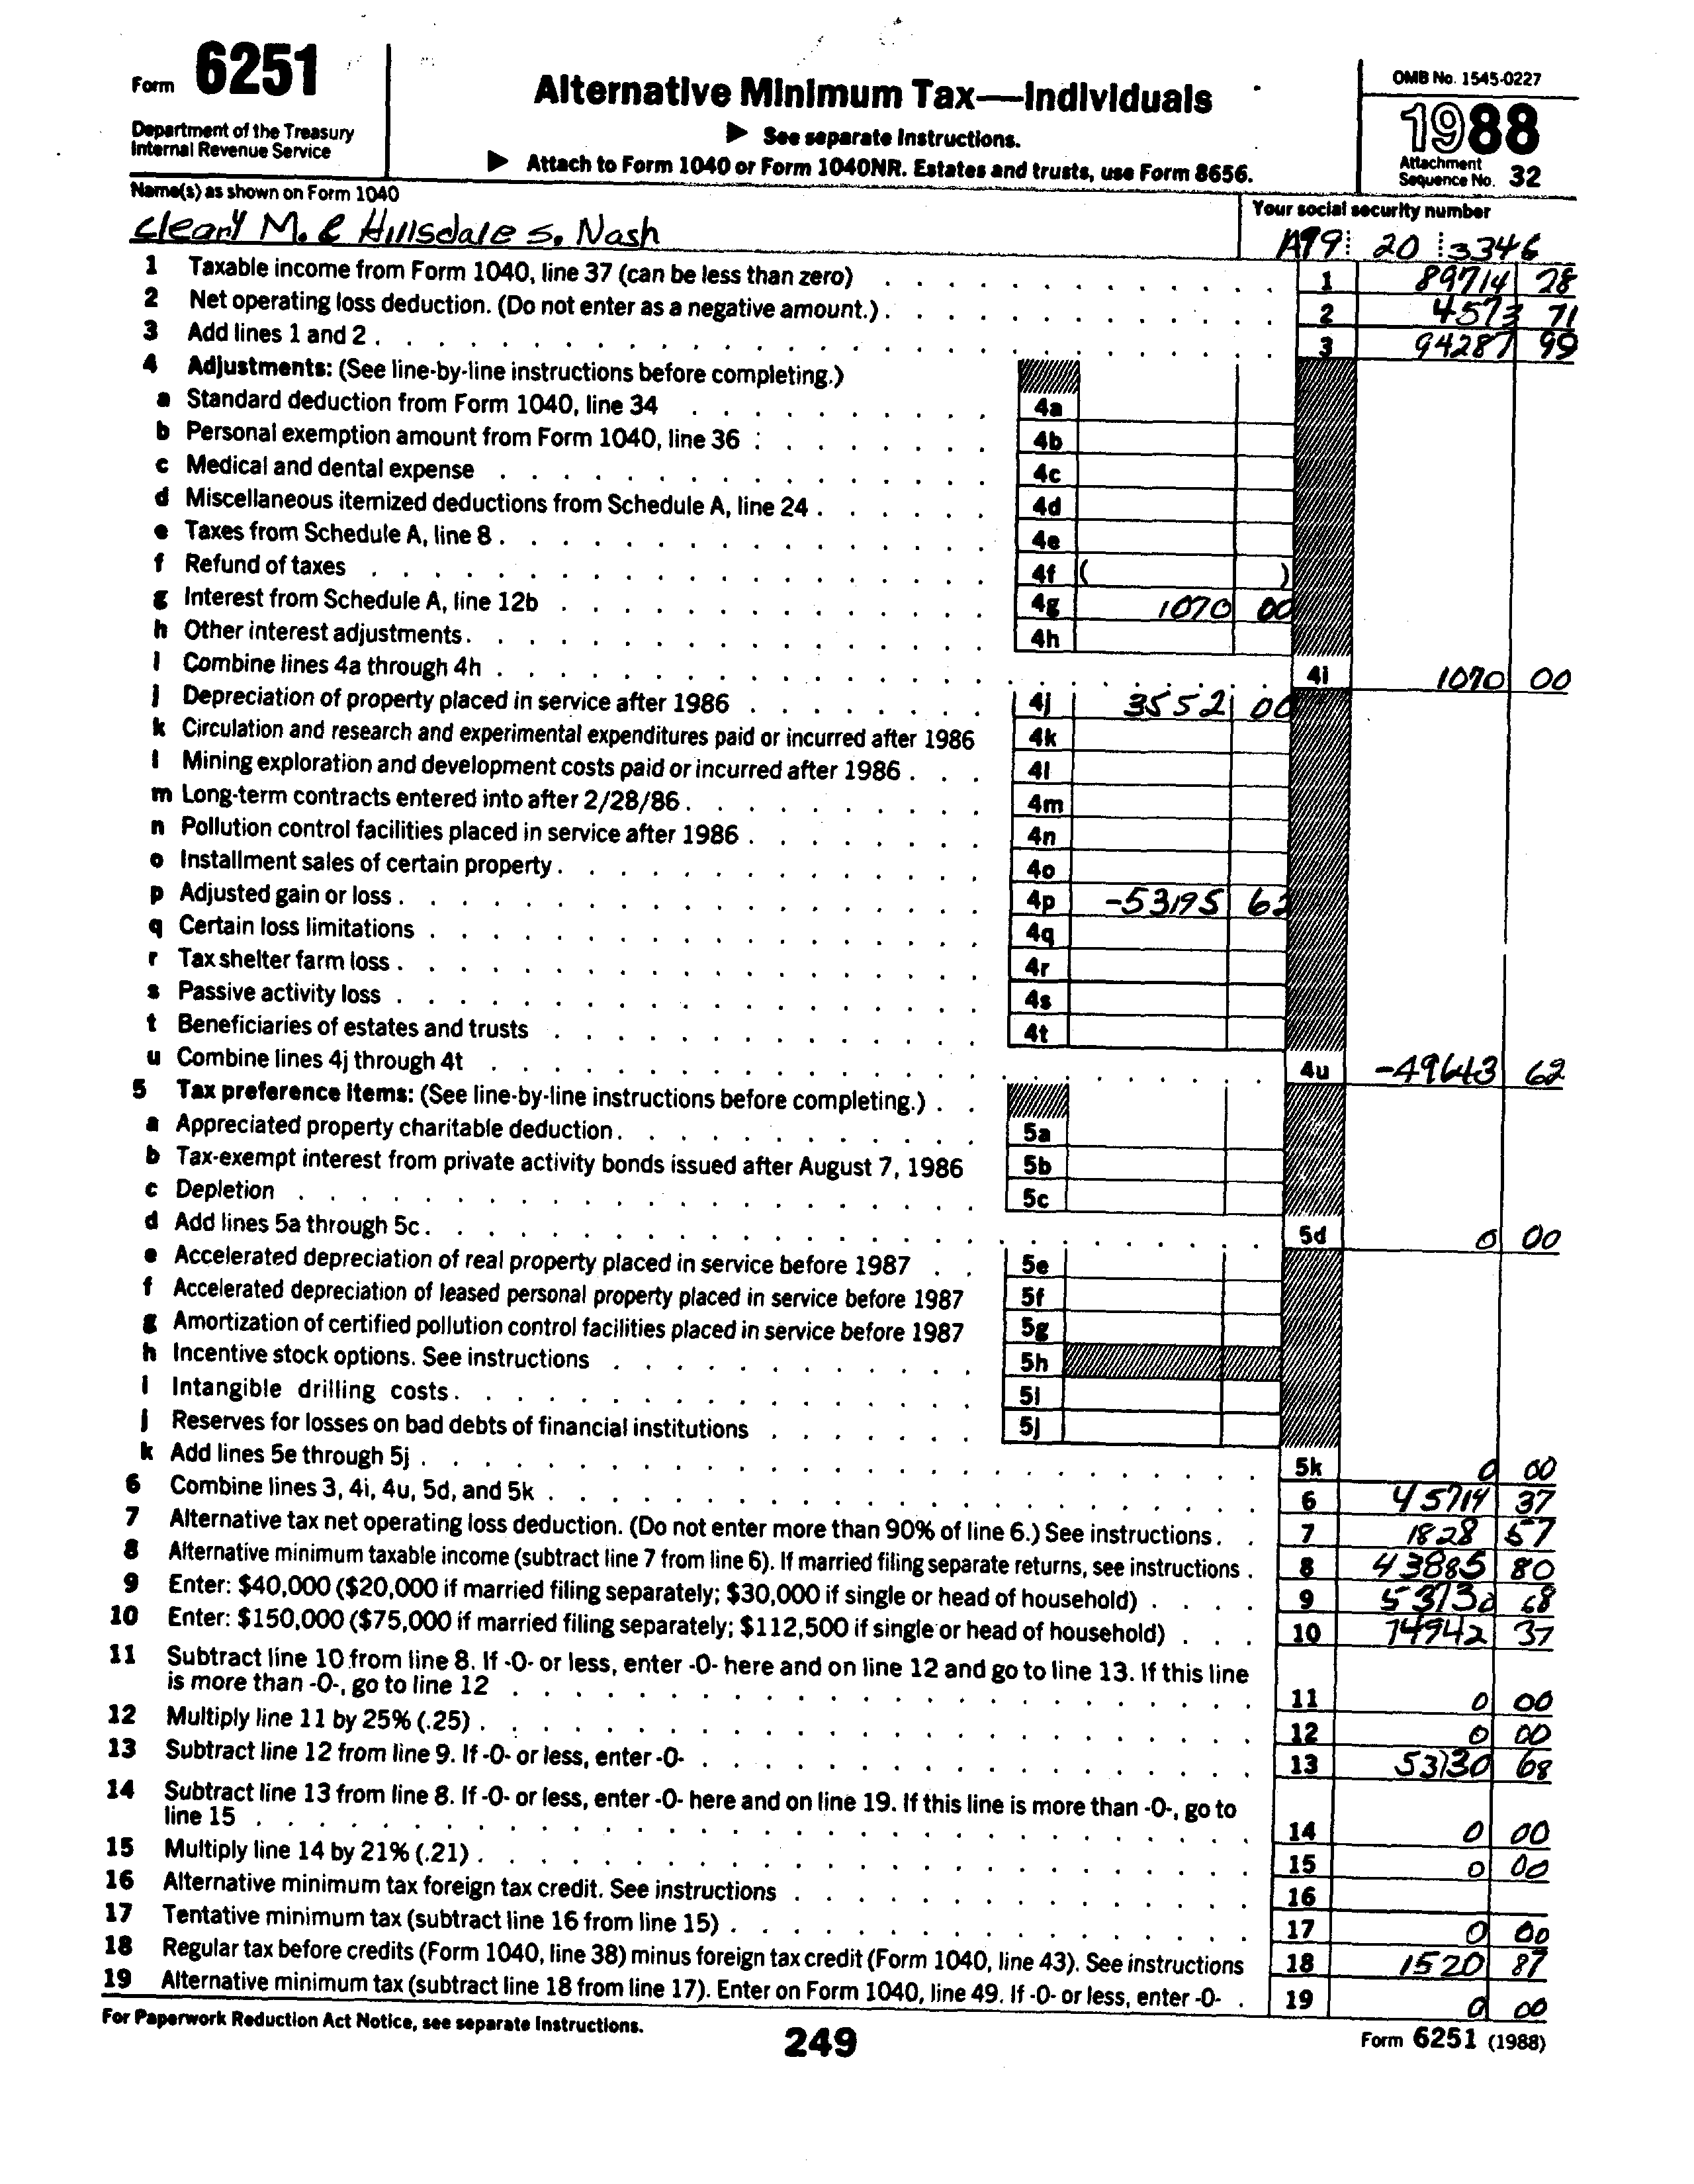 Form 6251
Department of the Treasury
Internal Revenue Service
Alternative Minimum Tax—Individuals
▶ See separate Instructions.
▶ Attach to Form 1040 or Form 1040NR. Estates and trusts, use Form 8656.
OMB No. 1545-0227
1988
Attachment
Sequence No. 32
Name(s) as shown on Form 1040
Your social security number
Cleary M. & Hillsdale S. Nash
A99 20 3346
1 Taxable income from Form 1040, line 37 (can be less than zero) 1 89714 28
2 Net operating loss deduction. (Do not enter as a negative amount.) 2 4573 71
3 Add lines 1 and 2 3 94287 99
4 Adjustments: (See line-by-line instructions before completing.)
a Standard deduction from Form 1040, line 34 4a
b Personal exemption amount from Form 1040, line 36 4b
c Medical and dental expense 4c
d Miscellaneous itemized deductions from Schedule A, line 24 4d
e Taxes from Schedule A, line 8 4e
f Refund of taxes 4f ( )
g Interest from Schedule A, line 12b 4g 1070 00
h Other interest adjustments 4h
i Combine lines 4a through 4h 4i 1070 00
j Depreciation of property placed in service after 1986 4j 3552 00
k Circulation and research and experimental expenditures paid or incurred after 1986 4k
l Mining exploration and development costs paid or incurred after 1986 4l
m Long-term contracts entered into after 2/28/86 4m
n Pollution control facilities placed in service after 1986 4n
o Installment sales of certain property 4o
p Adjusted gain or loss 4p -53195 62
q Certain loss limitations 4q
r Tax shelter farm loss 4r
s Passive activity loss 4s
t Beneficiaries of estates and trusts 4t
u Combine lines 4j through 4t 4u -49643 62
5 Tax preference items: (See line-by-line instructions before completing.)
a Appreciated property charitable deduction 5a
b Tax-exempt interest from private activity bonds issued after August 7, 1986 5b
c Depletion 5c
d Add lines 5a through 5c 5d 0 00
e Accelerated depreciation of real property placed in service before 1987 5e
f Accelerated depreciation of leased personal property placed in service before 1987 5f
g Amortization of certified pollution control facilities placed in service before 1987 5g
h Incentive stock options. See instructions 5h
i Intangible drilling costs 5i
j Reserves for losses on bad debts of financial institutions 5j
k Add lines 5e through 5j 5k 0 00
6 Combine lines 3, 4i, 4u, 5d, and 5k 6 45714 37
7 Alternative tax net operating loss deduction. (Do not enter more than 90% of line 6.) See instructions 7 1828 57
8 Alternative minimum taxable income (subtract line 7 from line 6). If married filing separate returns, see instructions 8 43885 80
9 Enter: $40,000 ($20,000 if married filing separately; $30,000 if single or head of household) 9 53130 68
10 Enter: $150,000 ($75,000 if married filing separately; $112,500 if single or head of household) 10 74942 37
11 Subtract line 10 from line 8. If -0- or less, enter -0- here and on line 12 and go to line 13. If this line
is more than -0-, go to line 12 11 0 00
12 Multiply line 11 by 25% (.25) 12 0 00
13 Subtract line 12 from line 9. If -0- or less, enter -0- 13 53130 68
14 Subtract line 13 from line 8. If -0- or less, enter -0- here and on line 19. If this line is more than -0-, go to
line 15 14 0 00
15 Multiply line 14 by 21% (.21) 15 0 00
16 Alternative minimum tax foreign tax credit. See instructions 16
17 Tentative minimum tax (subtract line 16 from line 15) 17 0 00
18 Regular tax before credits (Form 1040, line 38) minus foreign tax credit (Form 1040, line 43). See instructions 18 1520 87
19 Alternative minimum tax (subtract line 18 from line 17). Enter on Form 1040, line 49. If -0- or less, enter -0- 19 0 00
For Paperwork Reduction Act Notice, see separate Instructions.
249
Form 6251 (1988)